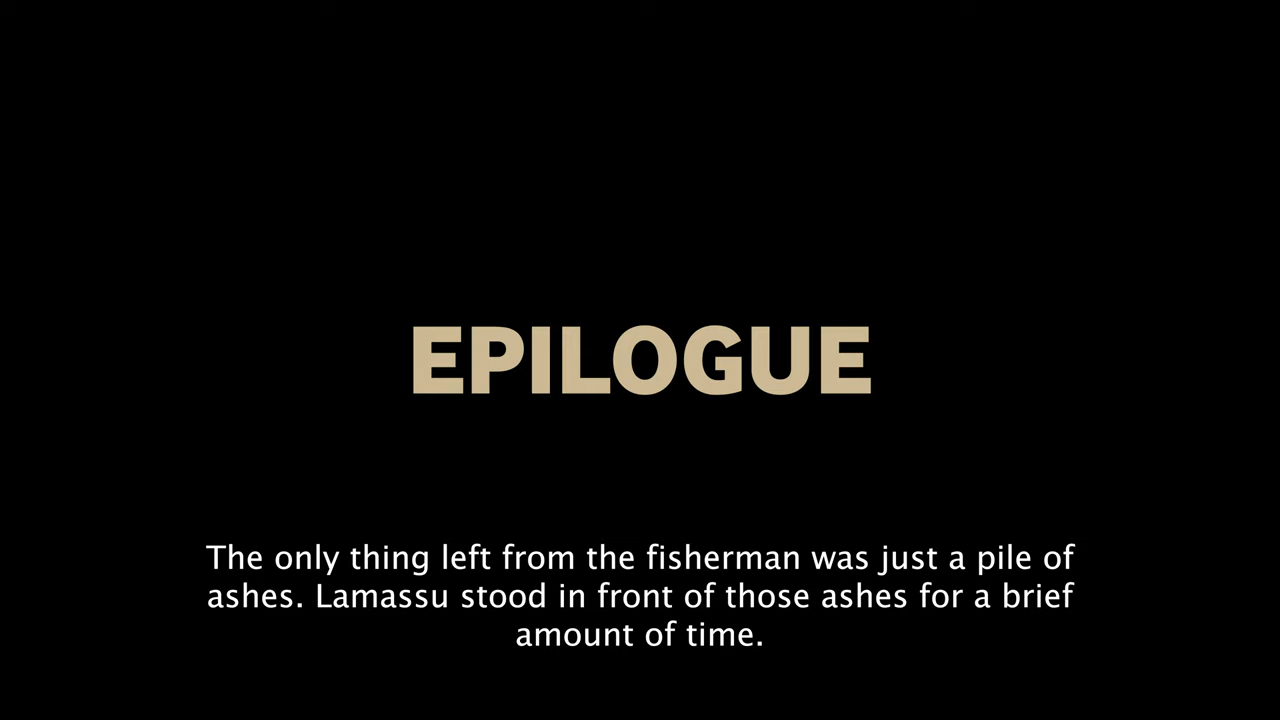 EPILOGUE
The only thing left from the fisherman was just a pile of
ashes. Lamassu stood in front of those ashes for a brief
amount of time.